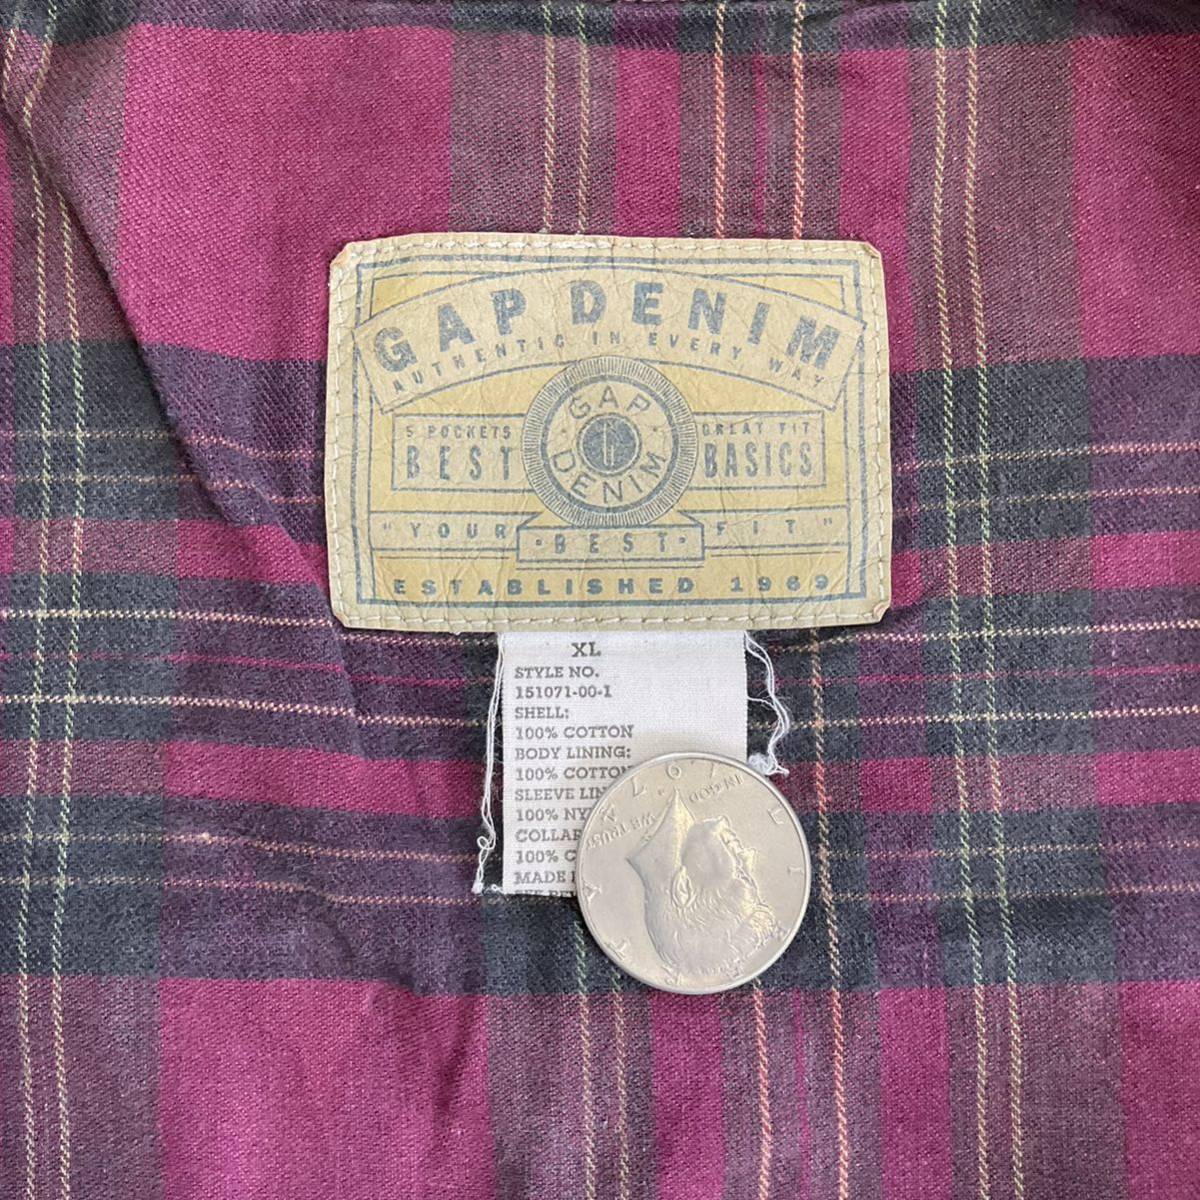 GAP DENIM
AUTHENTIC IN EVERY WAY
GAP
DENIM
5 POCKETS
BEST
GREAT FIT
BASICS
"YOUR BEST FIT"
ESTABLISHED 1969
XL
STYLE NO.
151071-00-1
SHELL:
100% COTTON
BODY LINING:
100% COTTON
SLEEVE LIN
100% NY
COLLAR
100% C
MADE
LIBERTY
IN GOD
WE TRUST